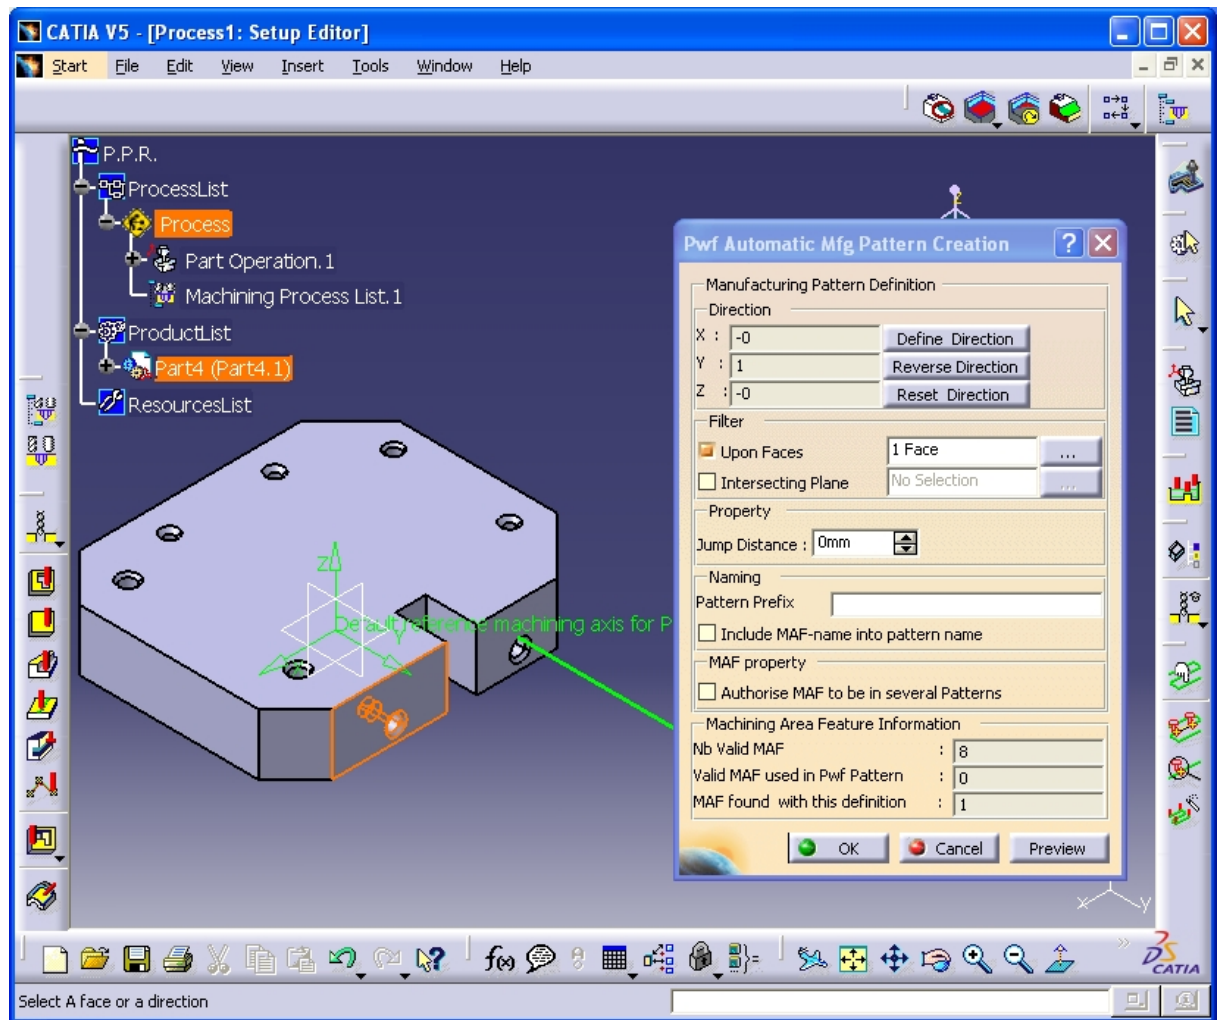 CATIA V5 - [Process1: Setup Editor]
Start File Edit View Insert Tools Window Help
P.P.R.
ProcessList
Process
Part Operation.1
Machining Process List.1
ProductList
Part4 (Part4.1)
ResourcesList
Z
Default reference machining axis for P
Y
Pwf Automatic Mfg Pattern Creation
Manufacturing Pattern Definition
Direction
X : -0 Define Direction
Y : 1 Reverse Direction
Z : -0 Reset Direction
Filter
Upon Faces 1 Face ...
Intersecting Plane No Selection ...
Property
Jump Distance : 0mm
Naming
Pattern Prefix
Include MAF-name into pattern name
MAF property
Authorise MAF to be in several Patterns
Machining Area Feature Information
Nb Valid MAF : 8
Valid MAF used in Pwf Pattern : 0
MAF found with this definition : 1
OK Cancel Preview
x y
f(x)
CATIA
Select A face or a direction